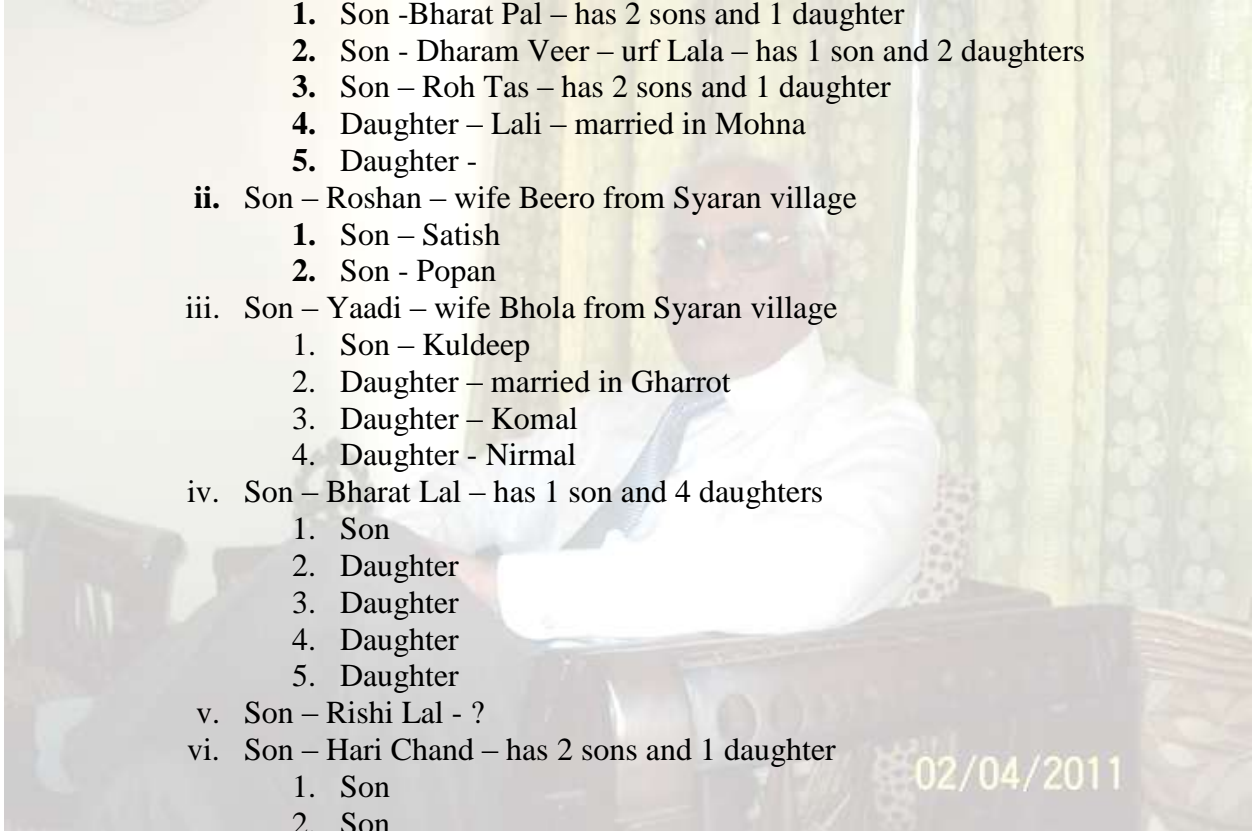 1. Son -Bharat Pal – has 2 sons and 1 daughter
2. Son - Dharam Veer – urf Lala – has 1 son and 2 daughters
3. Son – Roh Tas – has 2 sons and 1 daughter
4. Daughter – Lali – married in Mohna
5. Daughter -
ii. Son – Roshan – wife Beero from Syaran village
1. Son – Satish
2. Son - Popan
iii. Son – Yaadi – wife Bhola from Syaran village
1. Son – Kuldeep
2. Daughter – married in Gharrot
3. Daughter – Komal
4. Daughter - Nirmal
iv. Son – Bharat Lal – has 1 son and 4 daughters
1. Son
2. Daughter
3. Daughter
4. Daughter
5. Daughter
v. Son – Rishi Lal - ?
vi. Son – Hari Chand – has 2 sons and 1 daughter
1. Son
2. Son
02/04/2011